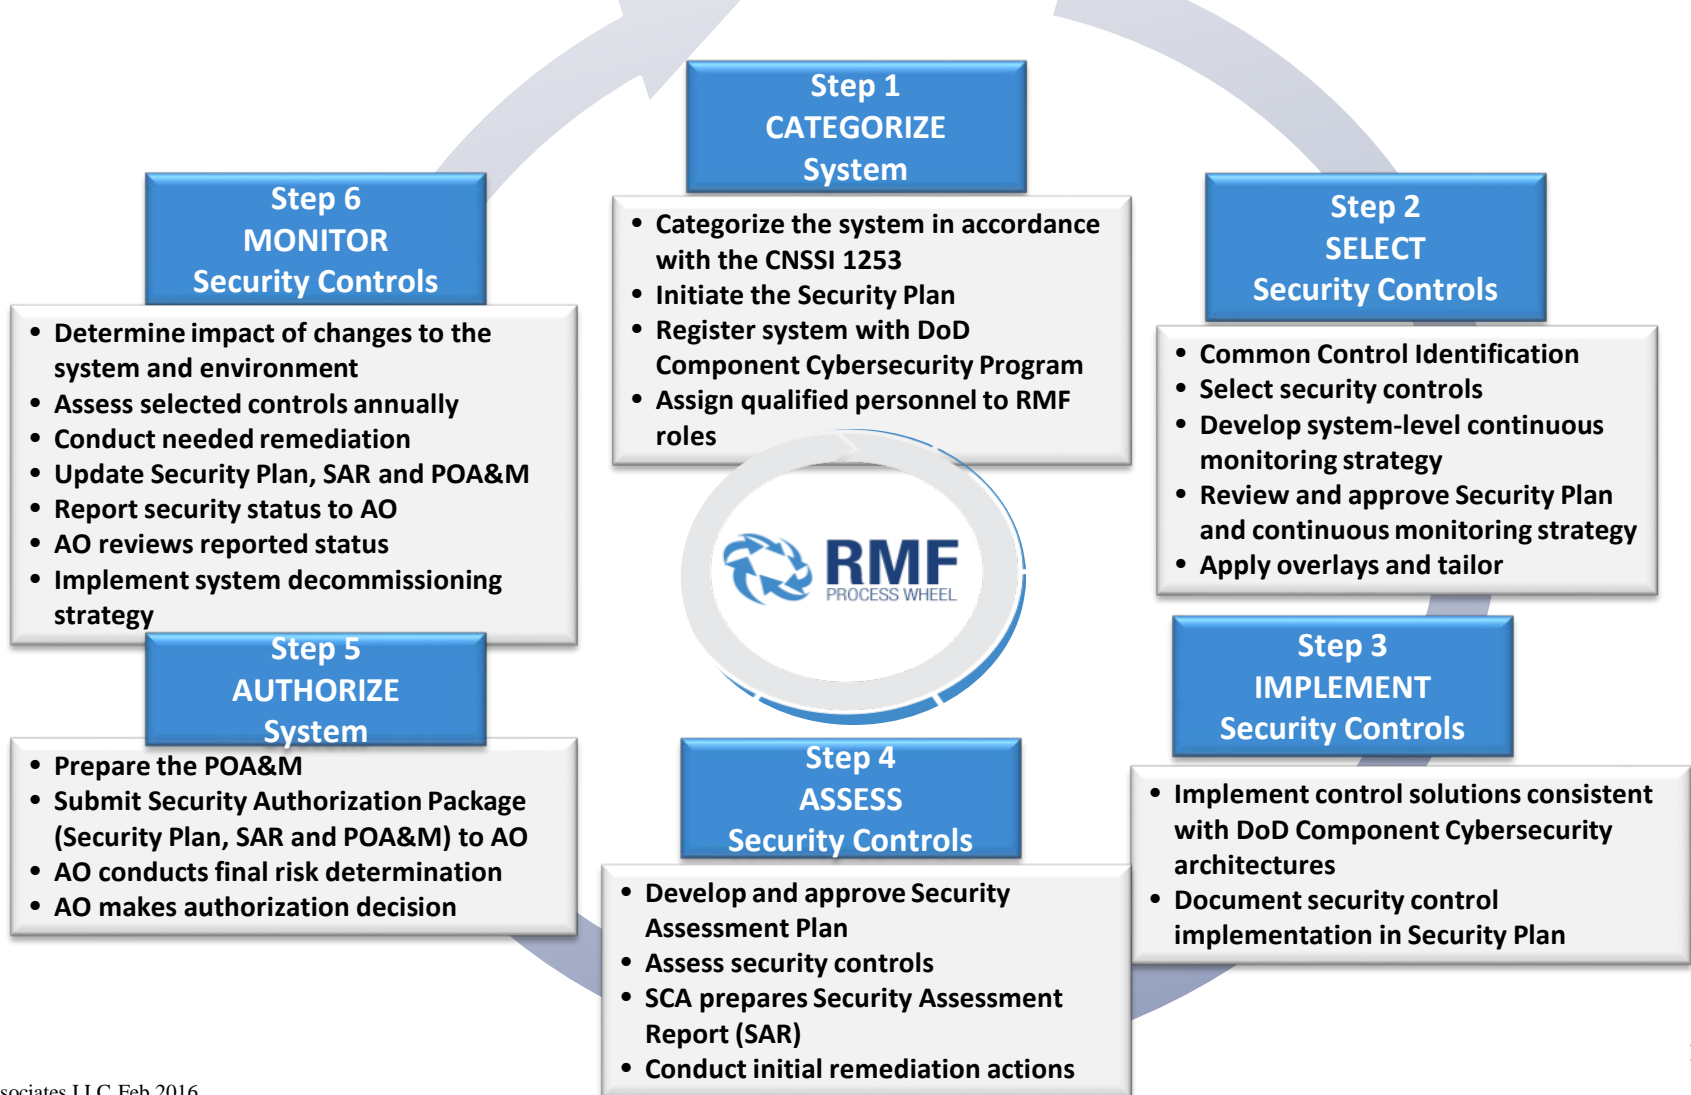 Step 1
CATEGORIZE
System
• Categorize the system in accordance
with the CNSSI 1253
• Initiate the Security Plan
• Register system with DoD
Component Cybersecurity Program
• Assign qualified personnel to RMF
roles
Step 2
SELECT
Security Controls
• Common Control Identification
• Select security controls
• Develop system-level continuous
monitoring strategy
• Review and approve Security Plan
and continuous monitoring strategy
• Apply overlays and tailor
Step 3
IMPLEMENT
Security Controls
• Implement control solutions consistent
with DoD Component Cybersecurity
architectures
• Document security control
implementation in Security Plan
Step 4
ASSESS
Security Controls
• Develop and approve Security
Assessment Plan
• Assess security controls
• SCA prepares Security Assessment
Report (SAR)
• Conduct initial remediation actions
Step 5
AUTHORIZE
System
• Prepare the POA&M
• Submit Security Authorization Package
(Security Plan, SAR and POA&M) to AO
• AO conducts final risk determination
• AO makes authorization decision
Step 6
MONITOR
Security Controls
• Determine impact of changes to the
system and environment
• Assess selected controls annually
• Conduct needed remediation
• Update Security Plan, SAR and POA&M
• Report security status to AO
• AO reviews reported status
• Implement system decommissioning
strategy
RMF
PROCESS WHEEL
sociates LLC Feb 2016